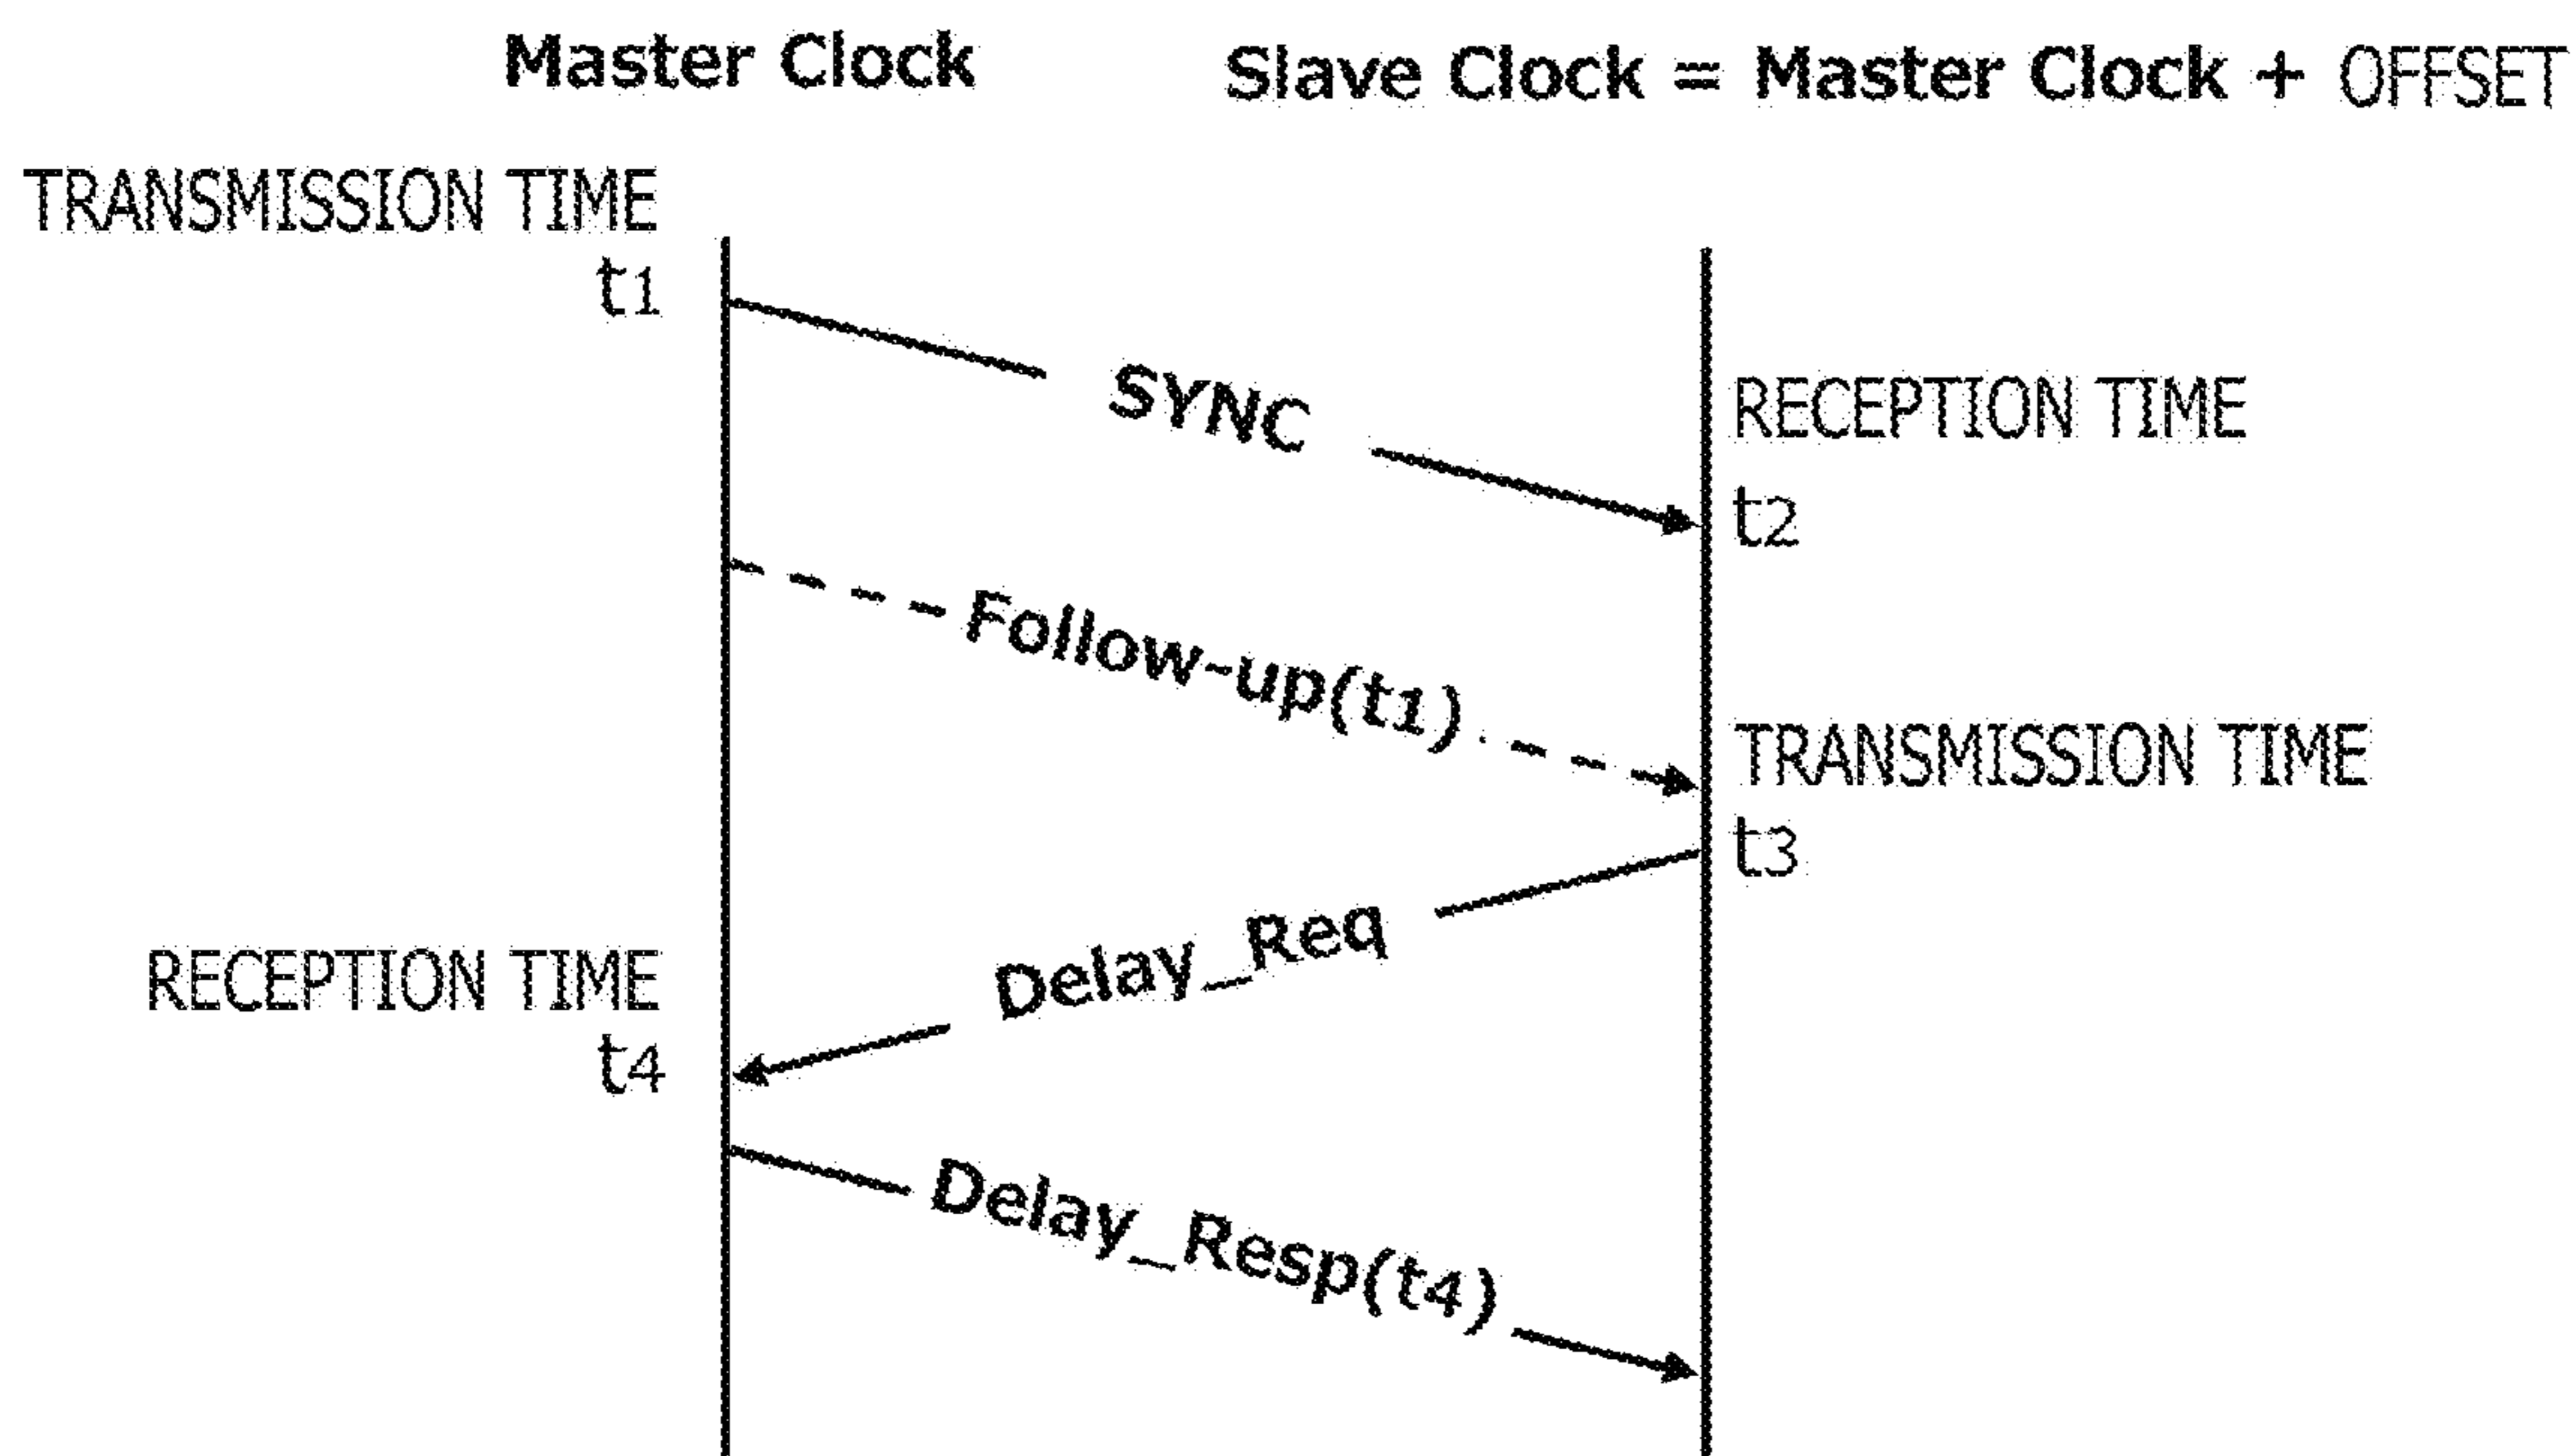 Master Clock
Slave Clock = Master Clock + OFFSET
TRANSMISSION TIME
t1
SYNC
RECEPTION TIME
t2
Follow-up(t1)
TRANSMISSION TIME
t3
Delay_Req
RECEPTION TIME
t4
Delay_Resp(t4)